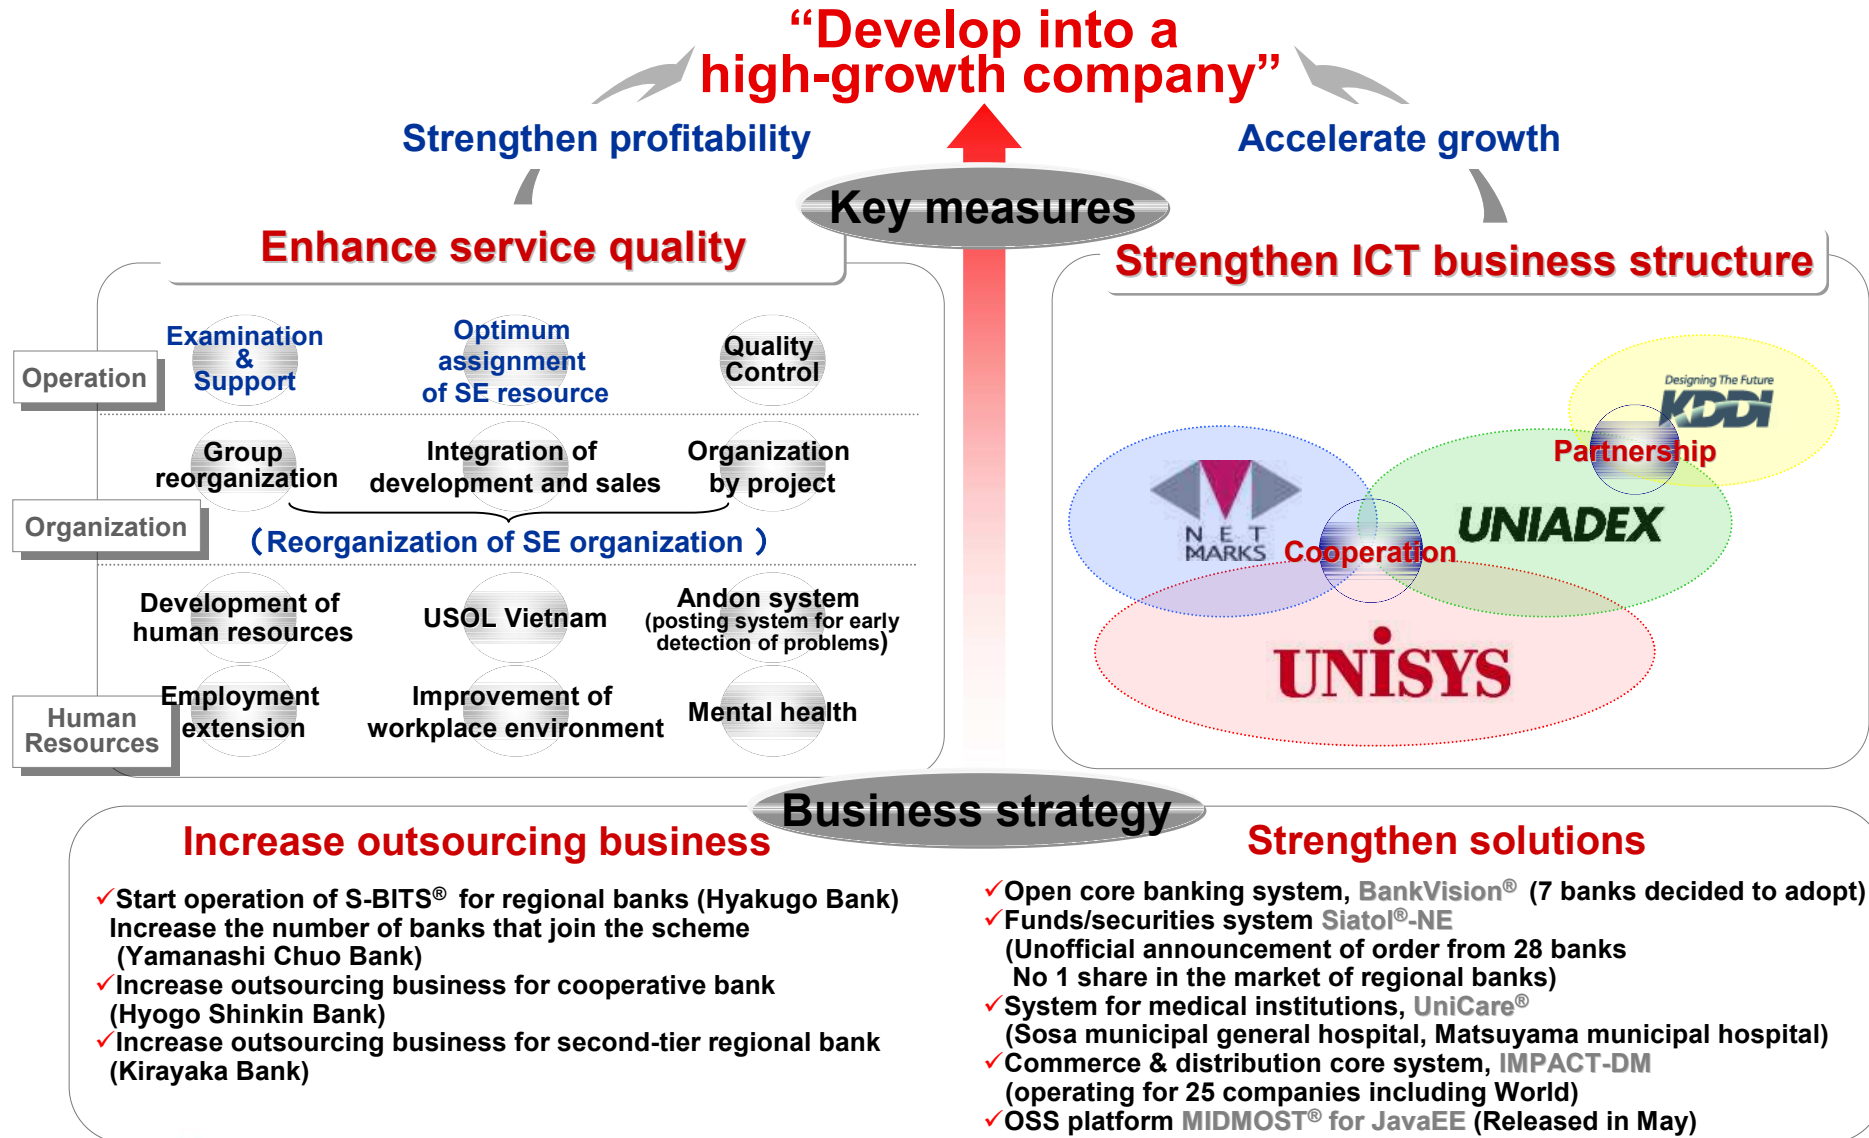 “Develop into a
high-growth company”
Strengthen profitability
Accelerate growth
Key measures
Enhance service quality
Strengthen ICT business structure
Operation
Examination
&
Support
Optimum
assignment
of SE resource
Quality
Control
Organization
Group
reorganization
Integration of
development and sales
Organization
by project
（Reorganization of SE organization ）
Human
Resources
Development of
human resources
USOL Vietnam
Andon system
(posting system for early
detection of problems)
Employment
extension
Improvement of
workplace environment
Mental health
Designing The Future
KDDI
Partnership
NET
MARKS
Cooperation
UNIADEX
UNISYS
Business strategy
Increase outsourcing business
✓Start operation of S-BITS® for regional banks (Hyakugo Bank)
Increase the number of banks that join the scheme
(Yamanashi Chuo Bank)
✓Increase outsourcing business for cooperative bank
(Hyogo Shinkin Bank)
✓Increase outsourcing business for second-tier regional bank
(Kirayaka Bank)
Strengthen solutions
✓Open core banking system, BankVision® (7 banks decided to adopt)
✓Funds/securities system Siatol®-NE
(Unofficial announcement of order from 28 banks
No 1 share in the market of regional banks)
✓System for medical institutions, UniCare®
(Sosa municipal general hospital, Matsuyama municipal hospital)
✓Commerce & distribution core system, IMPACT-DM
(operating for 25 companies including World)
✓OSS platform MIDMOST® for JavaEE (Released in May)